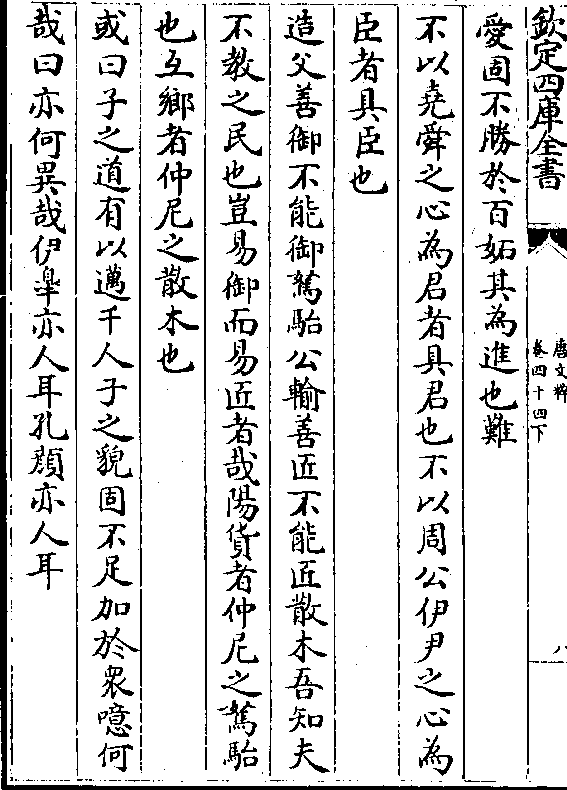 欽定四庫全書
唐文粹
卷四十四下
八
愛固不勝於百妬其為進也難
不以堯舜之心為君者具君也不以周公伊尹之心為
臣者具臣也
造父善御不能御駑駘公輸善匠不能匠散木吾知夫
不教之民也豈易御而易匠者哉陽貨者仲尼之駑駘
也互鄉者仲尼之散木也
或曰子之道有以邁千人子之貌固不足加於衆噫何
哉曰亦何異哉伊臯亦人耳孔顏亦人耳